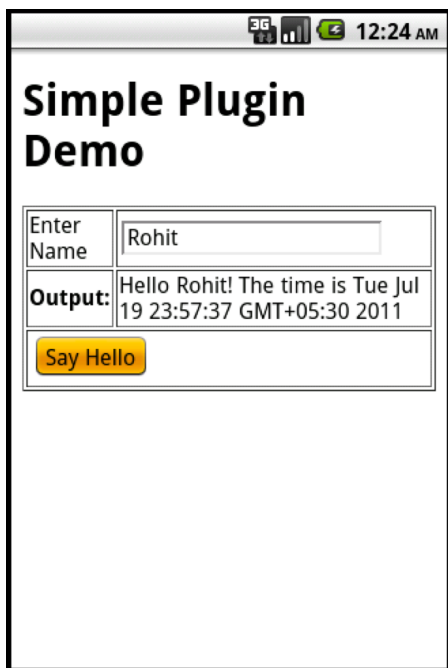 3G 12:24 AM
Simple Plugin
Demo
Enter
Name
Rohit
Output:
Hello Rohit! The time is Tue Jul
19 23:57:37 GMT+05:30 2011
Say Hello